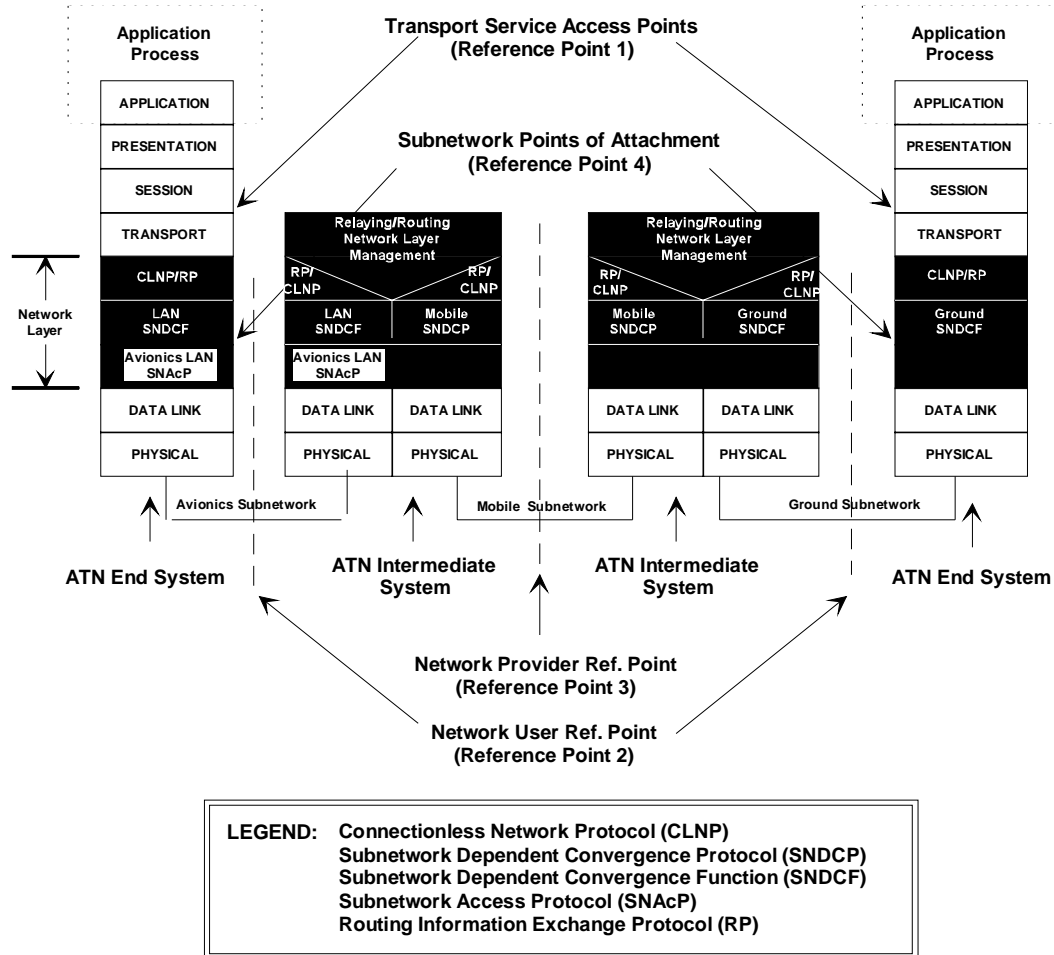 Application
Process
Transport Service Access Points
(Reference Point 1)
Application
Process
APPLICATION
PRESENTATION
SESSION
TRANSPORT
CLNP/RP
LAN
SNDCF
Avionics LAN
SNAcP
DATA LINK
PHYSICAL
Network
Layer
Subnetwork Points of Attachment
(Reference Point 4)
Relaying/Routing
Network Layer
Management
RP/
CLNP
RP/
CLNP
LAN
SNDCF
Mobile
SNDCP
Avionics LAN
SNAcP
DATA LINK
DATA LINK
PHYSICAL
PHYSICAL
Relaying/Routing
Network Layer
Management
RP/
CLNP
RP/
CLNP
Mobile
SNDCP
Ground
SNDCF
DATA LINK
DATA LINK
PHYSICAL
PHYSICAL
APPLICATION
PRESENTATION
SESSION
TRANSPORT
CLNP/RP
Ground
SNDCF
DATA LINK
PHYSICAL
Avionics Subnetwork
Mobile Subnetwork
Ground Subnetwork
ATN End System
ATN Intermediate
System
ATN Intermediate
System
ATN End System
Network Provider Ref. Point
(Reference Point 3)
Network User Ref. Point
(Reference Point 2)
LEGEND: Connectionless Network Protocol (CLNP)
Subnetwork Dependent Convergence Protocol (SNDCP)
Subnetwork Dependent Convergence Function (SNDCF)
Subnetwork Access Protocol (SNAcP)
Routing Information Exchange Protocol (RP)